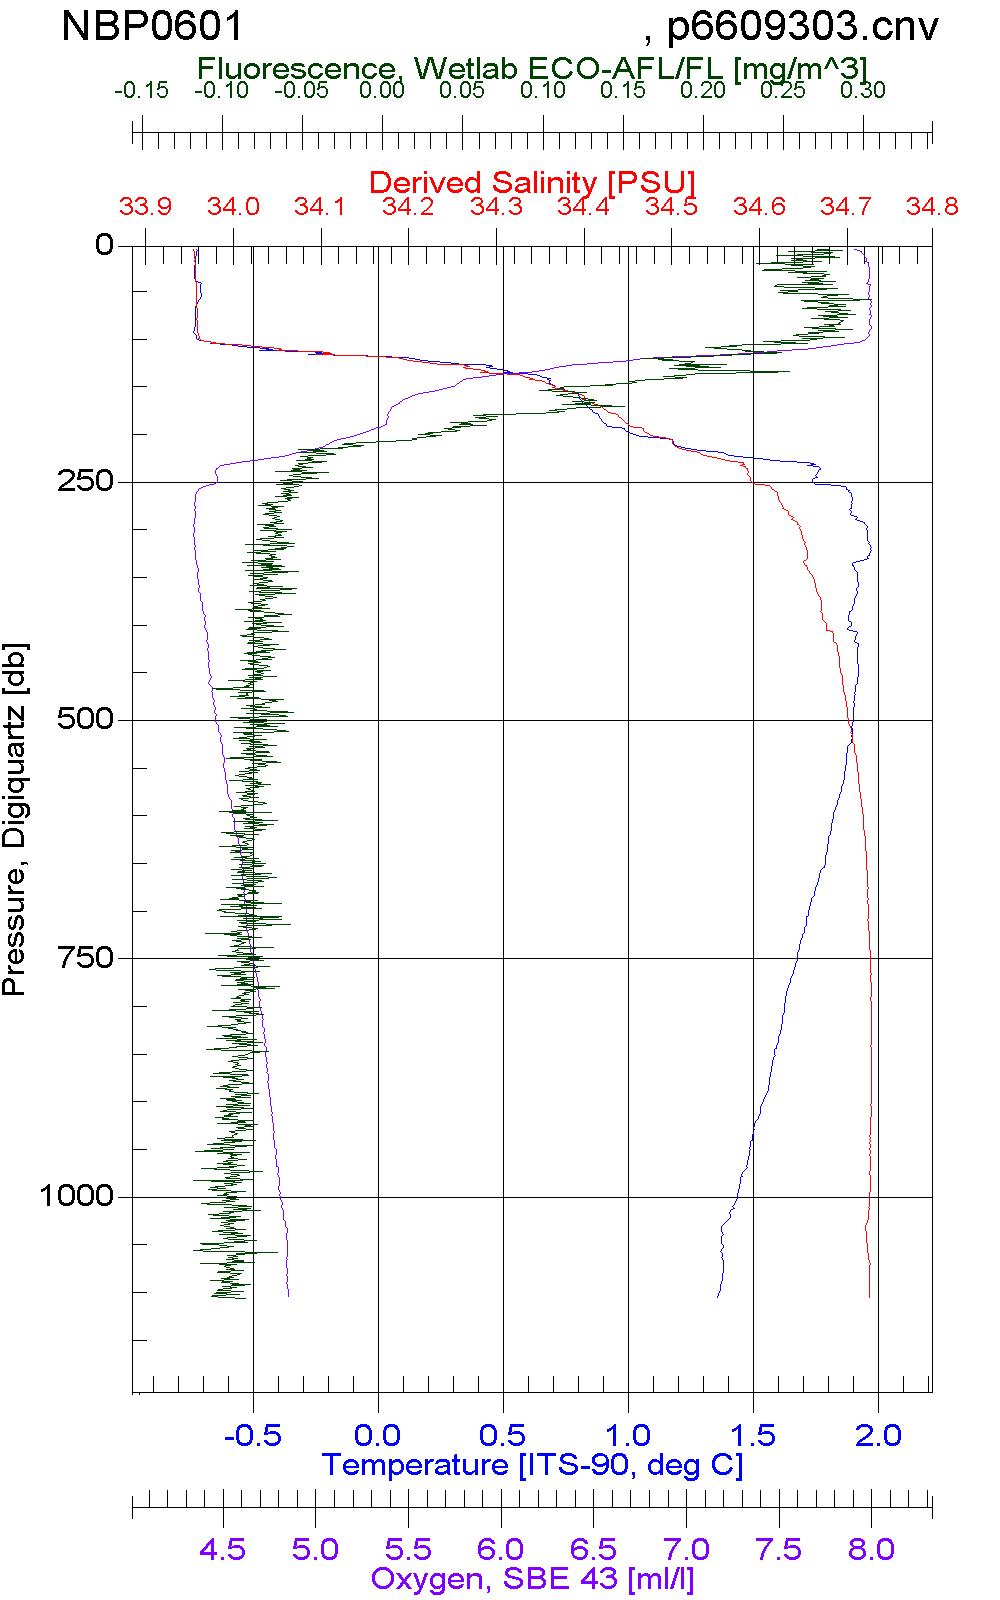 NBP0601 , p6609303.cnv
Fluorescence, Wetlab ECO-AFL/FL [mg/m^3]
-0.15 -0.10 -0.05 0.00 0.05 0.10 0.15 0.20 0.25 0.30
Derived Salinity [PSU]
33.9 34.0 34.1 34.2 34.3 34.4 34.5 34.6 34.7 34.8
0
250
500
750
1000
Pressure, Digiquartz [db]
-0.5 0.0 0.5 1.0 1.5 2.0
Temperature [ITS-90, deg C]
4.5 5.0 5.5 6.0 6.5 7.0 7.5 8.0
Oxygen, SBE 43 [ml/l]